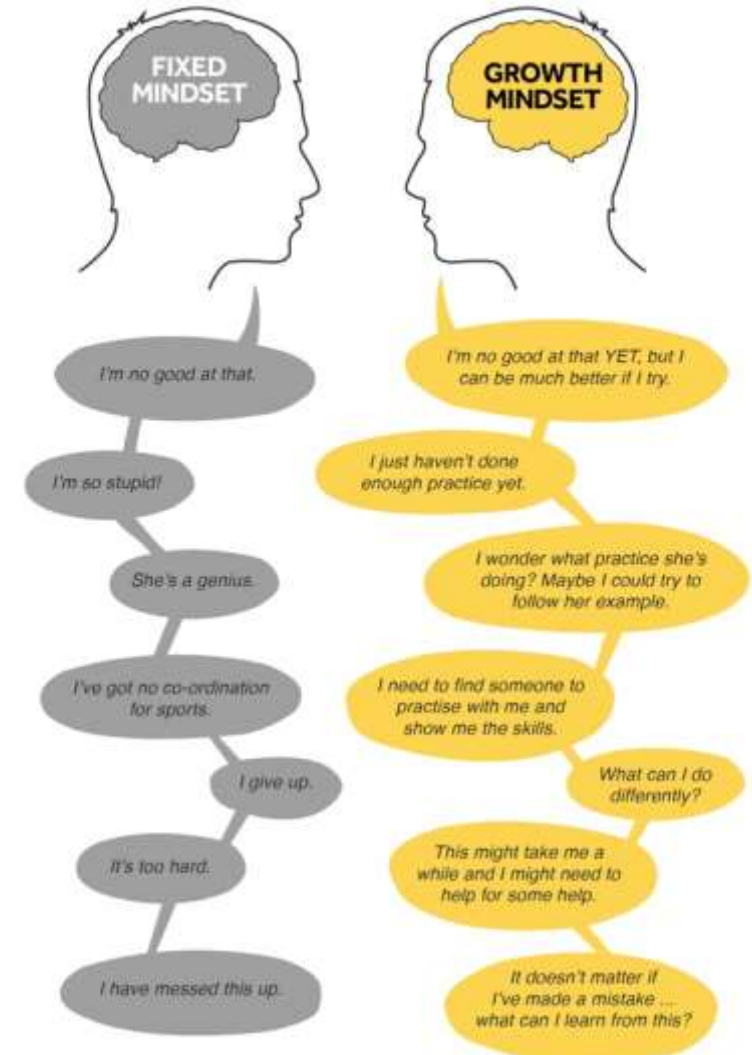 FIXED
MINDSET
I'm no good at that.
I'm so stupid!
She's a genius.
I've got no co-ordination
for sports.
I give up.
It's too hard.
I have messed this up.
GROWTH
MINDSET
I'm no good at that YET, but I
can be much better if I try.
I just haven't done
enough practice yet.
I wonder what practice she's
doing? Maybe I could try to
follow her example.
I need to find someone to
practise with me and
show me the skills.
What can I do
differently?
This might take me a
while and I might need to
help for some help.
It doesn't matter if
I've made a mistake ...
what can I learn from this?